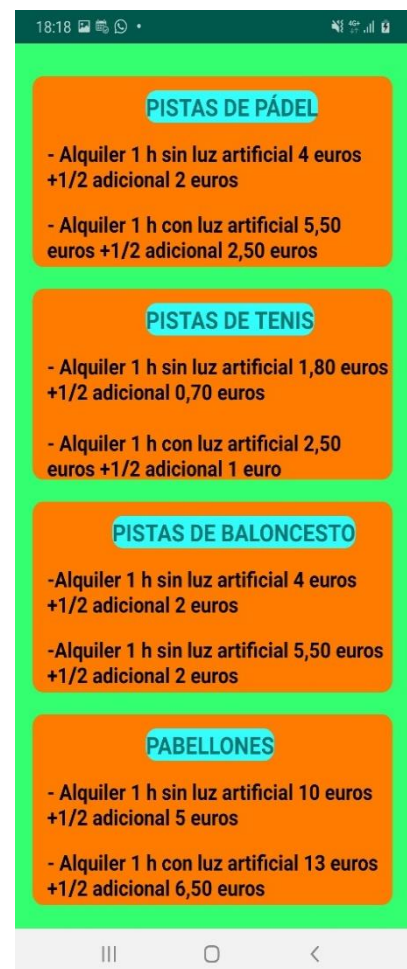 18:18
PISTAS DE PÁDEL
- Alquiler 1 h sin luz artificial 4 euros
+1/2 adicional 2 euros
- Alquiler 1 h con luz artificial 5,50
euros +1/2 adicional 2,50 euros
PISTAS DE TENIS
- Alquiler 1 h sin luz artificial 1,80 euros
+1/2 adicional 0,70 euros
- Alquiler 1 h con luz artificial 2,50
euros +1/2 adicional 1 euro
PISTAS DE BALONCESTO
-Alquiler 1 h sin luz artificial 4 euros
+1/2 adicional 2 euros
-Alquiler 1 h sin luz artificial 5,50 euros
+1/2 adicional 2 euros
PABELLONES
- Alquiler 1 h sin luz artificial 10 euros
+1/2 adicional 5 euros
- Alquiler 1 h con luz artificial 13 euros
+1/2 adicional 6,50 euros